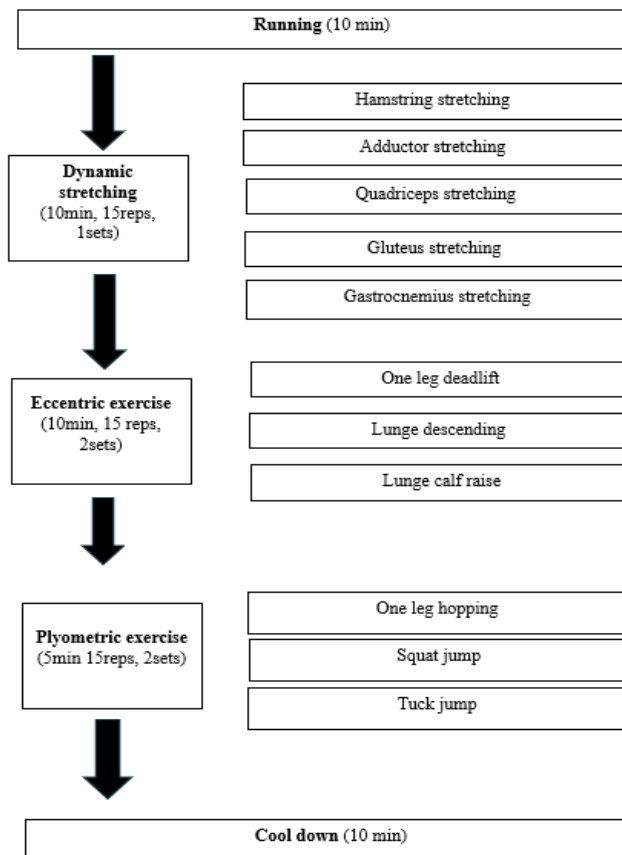 Running (10 min)
Hamstring stretching
Adductor stretching
Dynamic
stretching
(10min, 15reps,
1sets)
Quadriceps stretching
Gluteus stretching
Gastrocnemius stretching
Eccentric exercise
(10min, 15 reps,
2sets)
One leg deadlift
Lunge descending
Lunge calf raise
Plyometric exercise
(5min 15reps, 2sets)
One leg hopping
Squat jump
Tuck jump
Cool down (10 min)